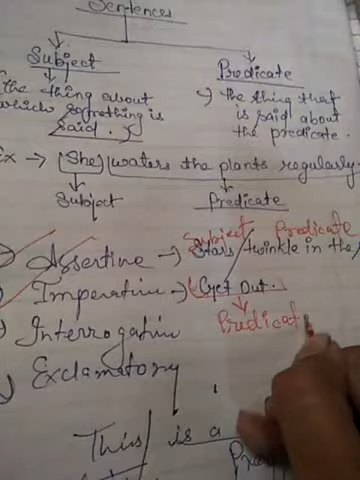 Sentences
Subject
Predicate
the thing about
which something is
said.
the thing that
is said about
the predicate.
Ex → She waters the plants regularly.
Subject
Predicate
Subject Predicate
Assertive → Stars twinkle in the
Imperative → Get out.
Predicat
Interrogative
Exclamatory
This is a